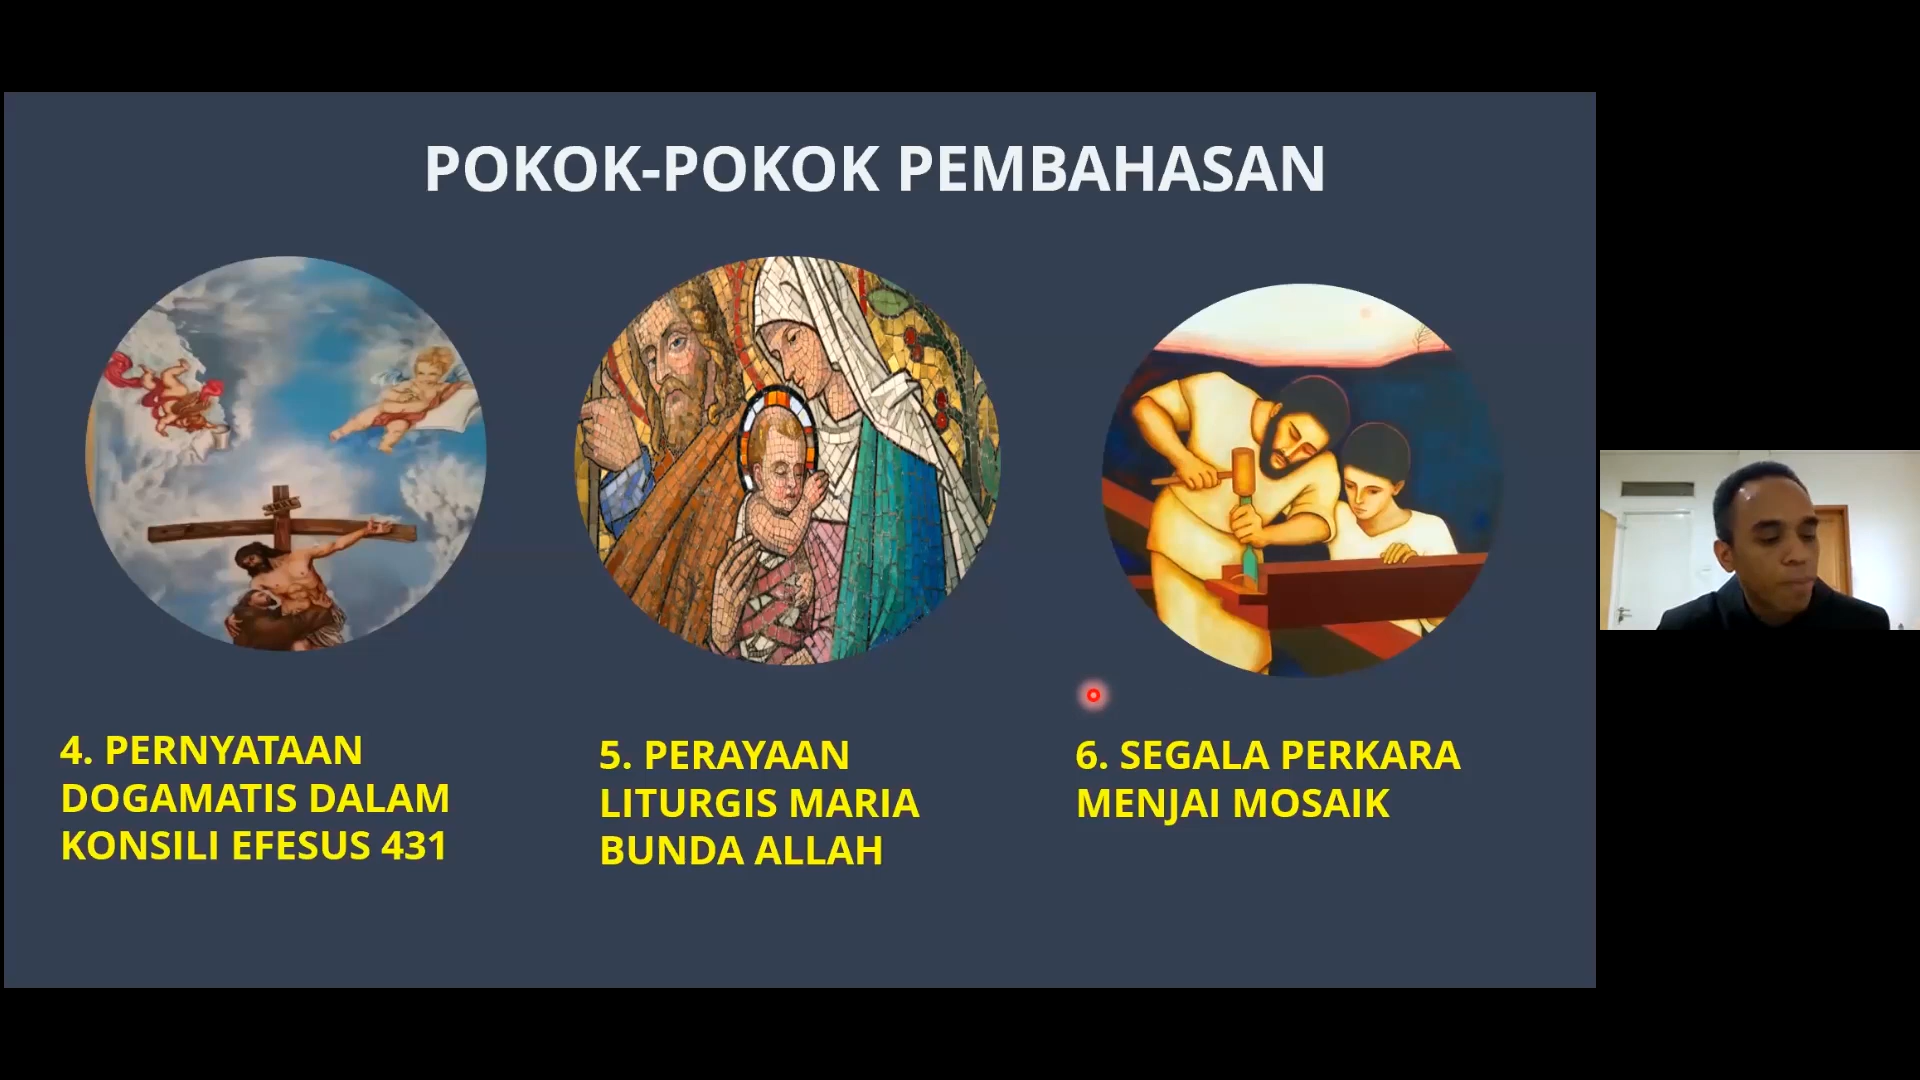 POKOK-POKOK PEMBAHASAN
4. PERNYATAAN
DOGAMATIS DALAM
KONSILI EFESUS 431
5. PERAYAAN
LITURGIS MARIA
BUNDA ALLAH
6. SEGALA PERKARA
MENJAI MOSAIK